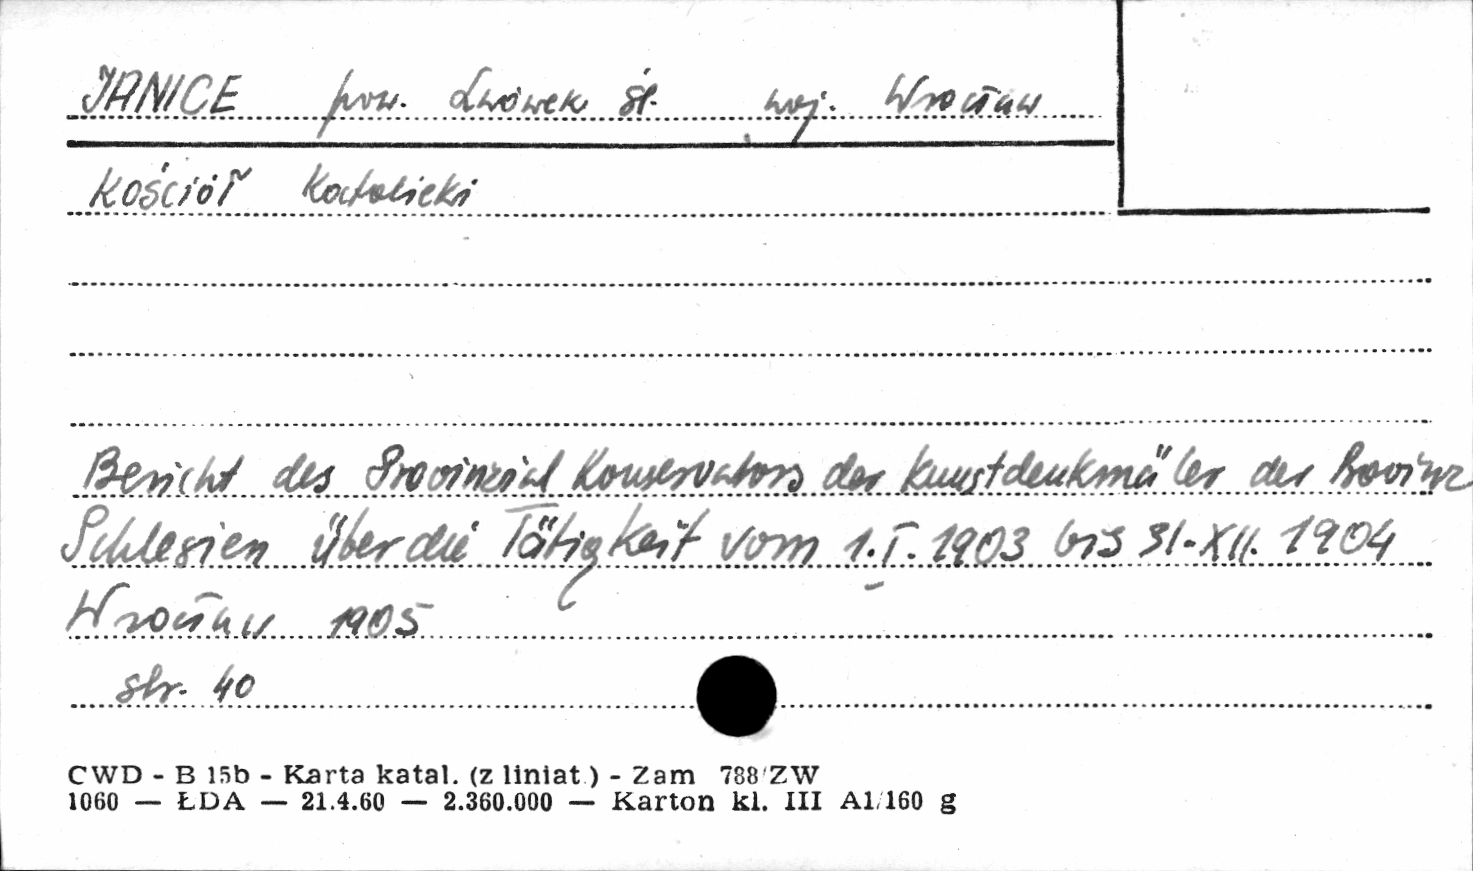 JANICE pow. Lwówek śl. woj. Wrocław
Kościół Katolicki
Bericht des Provinzial Konservators der Kunstdenkmäler der Provinz
Schlesien über die Tätigkeit vom 1.I.1903 bis 31.XII.1904
Wrocław 1905
str. 40
CWD - B 15b - Karta katal. (z liniat.) - Zam 788/ZW
1060 — ŁDA — 21.4.60 — 2.360.000 — Karton kl. III A1/160 g